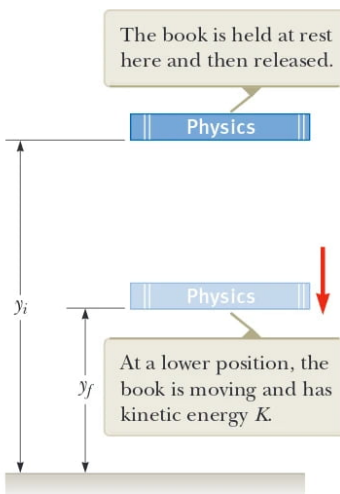 The book is held at rest
here and then released.
Physics
Physics
yᵢ
y_f
At a lower position, the
book is moving and has
kinetic energy K.